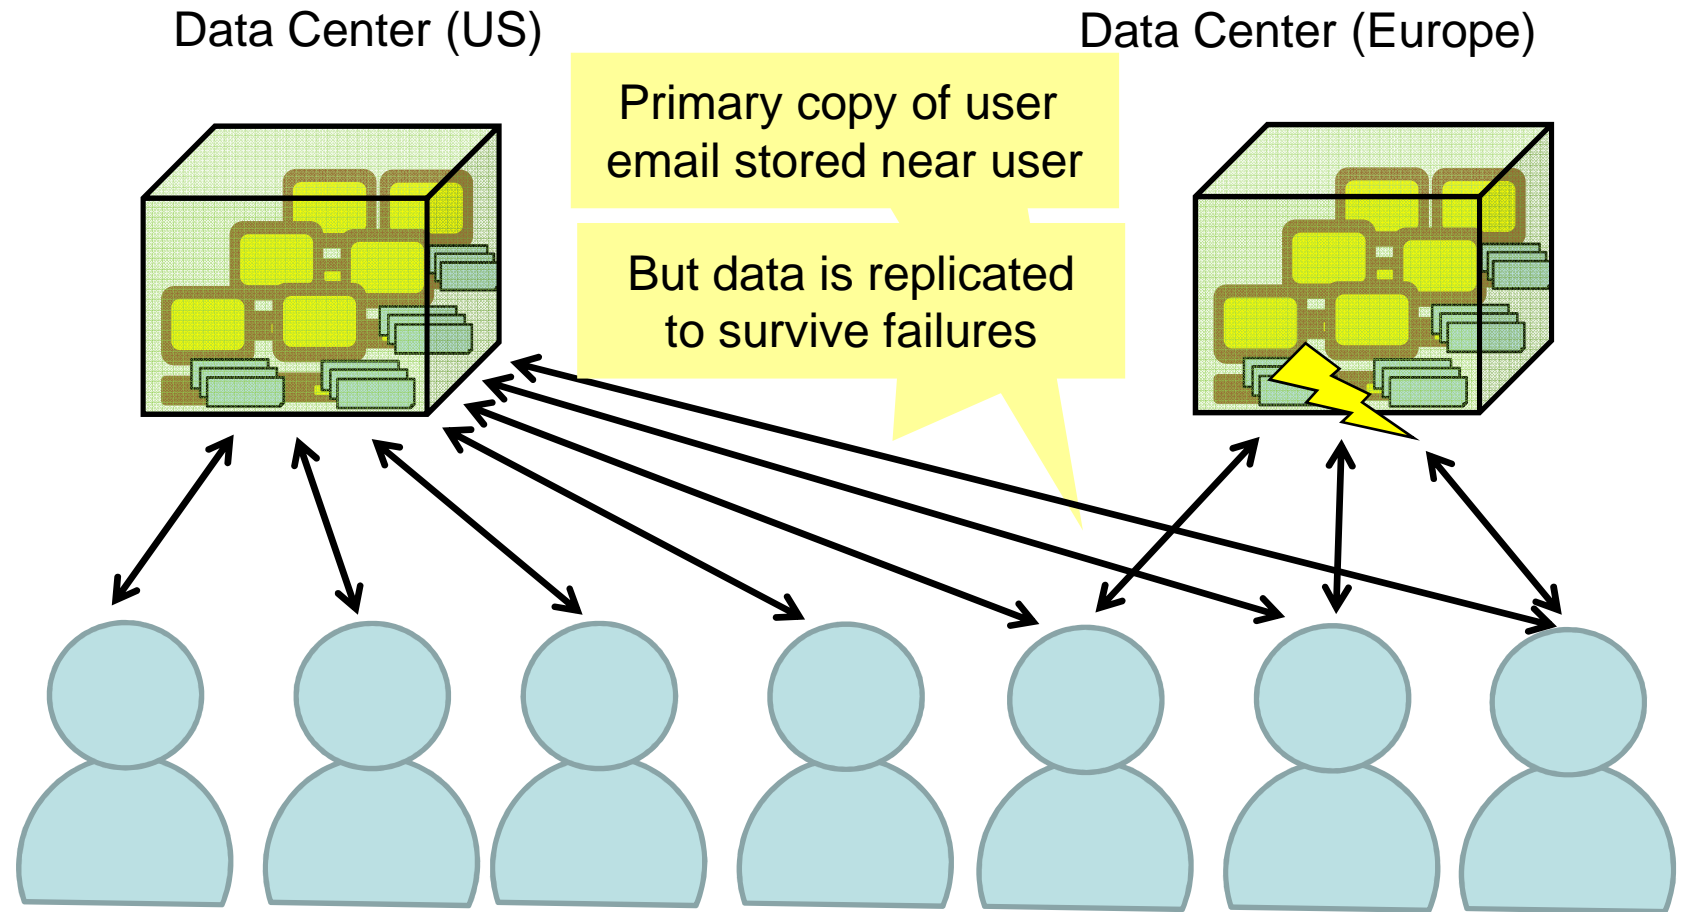 Data Center (US)
Data Center (Europe)
Primary copy of user
email stored near user
But data is replicated
to survive failures